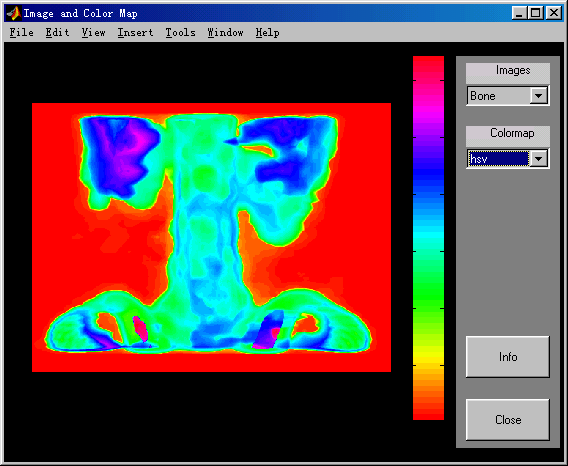 Image and Color Map
File Edit View Insert Tools Window Help
Images
Bone
Colormap
hsv
Info
Close